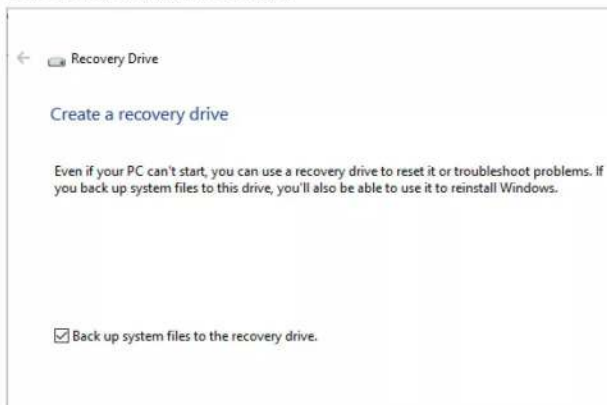 Recovery Drive
Create a recovery drive
Even if your PC can't start, you can use a recovery drive to reset it or troubleshoot problems. If
you back up system files to this drive, you'll also be able to use it to reinstall Windows.
Back up system files to the recovery drive.